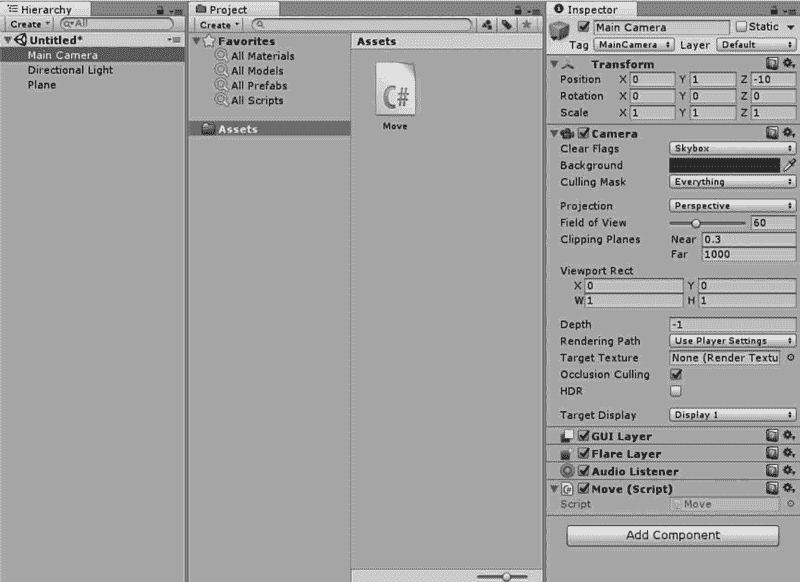 Hierarchy
Create
All
Untitled*
Main Camera
Directional Light
Plane
Project
Create
Favorites
All Materials
All Models
All Prefabs
All Scripts
Assets
Assets
C#
Move
Inspector
Main Camera
Static
Tag MainCamera Layer Default
Transform
Position X 0 Y 1 Z -10
Rotation X 0 Y 0 Z 0
Scale X 1 Y 1 Z 1
Camera
Clear Flags Skybox
Background
Culling Mask Everything
Projection Perspective
Field of View 60
Clipping Planes Near 0.3
Far 1000
Viewport Rect
X 0 Y 0
W 1 H 1
Depth -1
Rendering Path Use Player Settings
Target Texture None (Render Textu
Occlusion Culling
HDR
Target Display Display 1
GUI Layer
Flare Layer
Audio Listener
Move (Script)
Script Move
Add Component